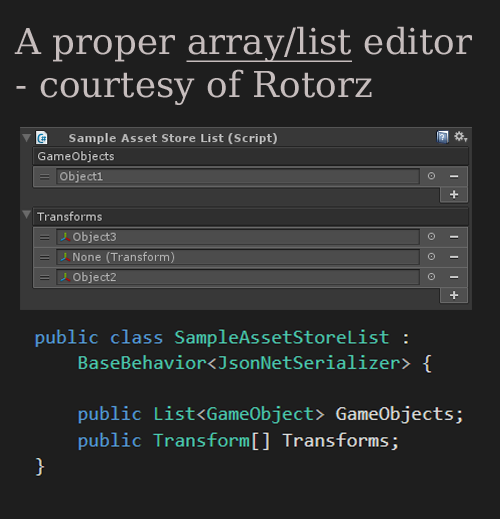 A proper array/list editor
- courtesy of Rotorz
Sample Asset Store List (Script)
GameObjects
Object1
Transforms
Object3
None (Transform)
Object2
public class SampleAssetStoreList :
BaseBehavior<JsonNetSerializer> {
public List<GameObject> GameObjects;
public Transform[] Transforms;
}